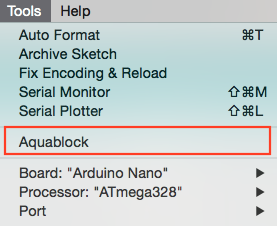 Tools Help
Auto Format ⌘T
Archive Sketch
Fix Encoding & Reload
Serial Monitor ⇧⌘M
Serial Plotter ⇧⌘L
Aquablock
Board: "Arduino Nano" ▶
Processor: "ATmega328" ▶
Port ▶